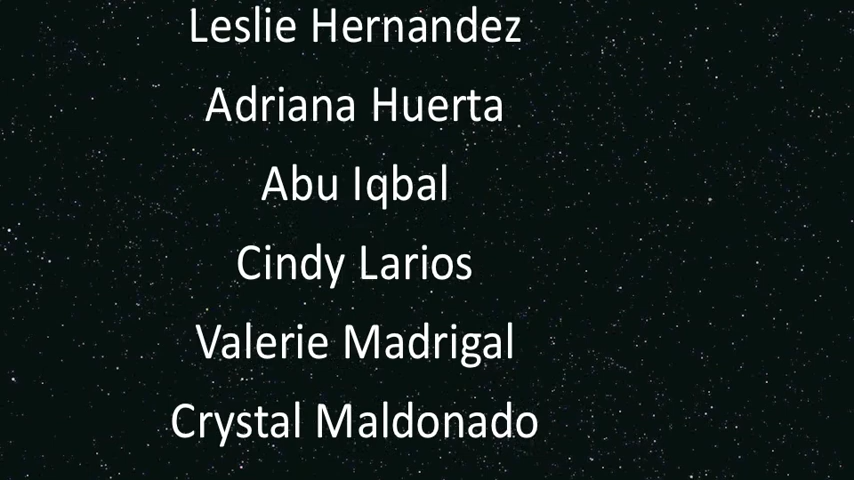 Leslie Hernandez
Adriana Huerta
Abu Iqbal
Cindy Larios
Valerie Madrigal
Crystal Maldonado